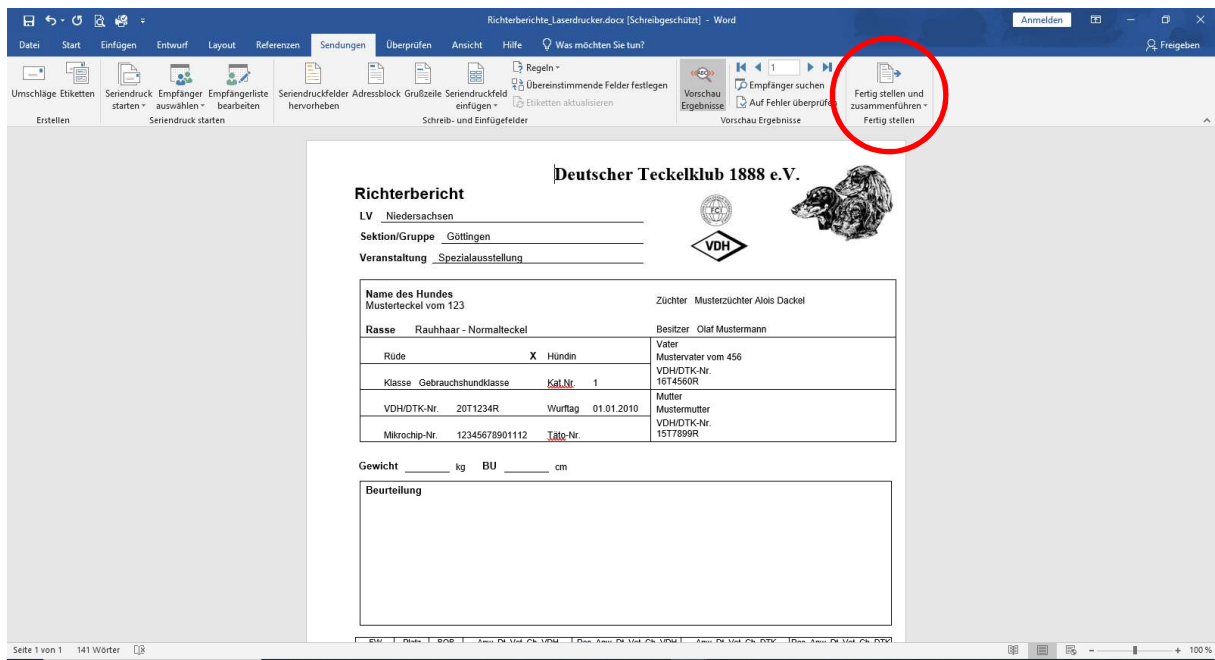 Richterberichte_Laserdrucker.docx [Schreibgeschützt] - Word
Anmelden
Datei Start Einfügen Entwurf Layout Referenzen Sendungen Überprüfen Ansicht Hilfe Was möchten Sie tun? Freigeben
Umschläge Etiketten
Erstellen
Seriendruck starten Empfänger auswählen Empfängerliste bearbeiten
Seriendruck starten
Seriendruckfelder hervorheben Adressblock Grußzeile Seriendruckfeld einfügen
Regeln
Übereinstimmende Felder festlegen
Etiketten aktualisieren
Schreib- und Einfügefelder
ABC
Vorschau Ergebnisse
1
Empfänger suchen
Auf Fehler überprüfen
Vorschau Ergebnisse
Fertig stellen und zusammenführen
Fertig stellen
Deutscher Teckelklub 1888 e.V.
Richterbericht
FCI
VDH
LV Niedersachsen
Sektion/Gruppe Göttingen
Veranstaltung Spezialausstellung
Name des Hundes
Musterteckel vom 123
Züchter Musterzüchter Alois Dackel
Rasse Rauhhaar - Normalteckel
Besitzer Olaf Mustermann
Rüde X Hündin
Vater
Mustervater vom 456
VDH/DTK-Nr.
16T4560R
Klasse Gebrauchshundklasse Kat.Nr. 1
Mutter
Mustermutter
VDH/DTK-Nr.
15T7899R
VDH/DTK-Nr. 20T1234R Wurftag 01.01.2010
Mikrochip-Nr. 12345678901112 Täto-Nr.
Gewicht kg BU cm
Beurteilung
Seite 1 von 1 141 Wörter
100 %